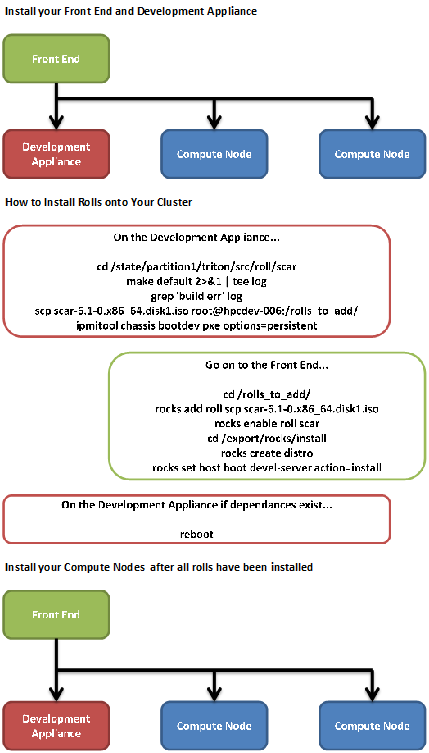 Install your Front End and Development Appliance
Front End
Development
Appliance
Compute Node
Compute Node
How to Install Rolls onto Your Cluster
On the Development Appliance...
cd /state/partition1/triton/src/roll/scar
make default 2>&1 | tee log
grep 'build err' log
scp scar-5.1-0.x86_64.disk1.iso root@hpcdev-006:/rolls_to_add/
ipmitool chassis bootdev pxe options=persistent
Go on to the Front End...
cd /rolls_to_add/
rocks add roll scp scar-5.1-0.x86_64.disk1.iso
rocks enable roll scar
cd /export/rocks/install
rocks create distro
rocks set host boot devel-server action=install
On the Development Appliance if dependances exist...
reboot
Install your Compute Nodes after all rolls have been installed
Front End
Development
Appliance
Compute Node
Compute Node